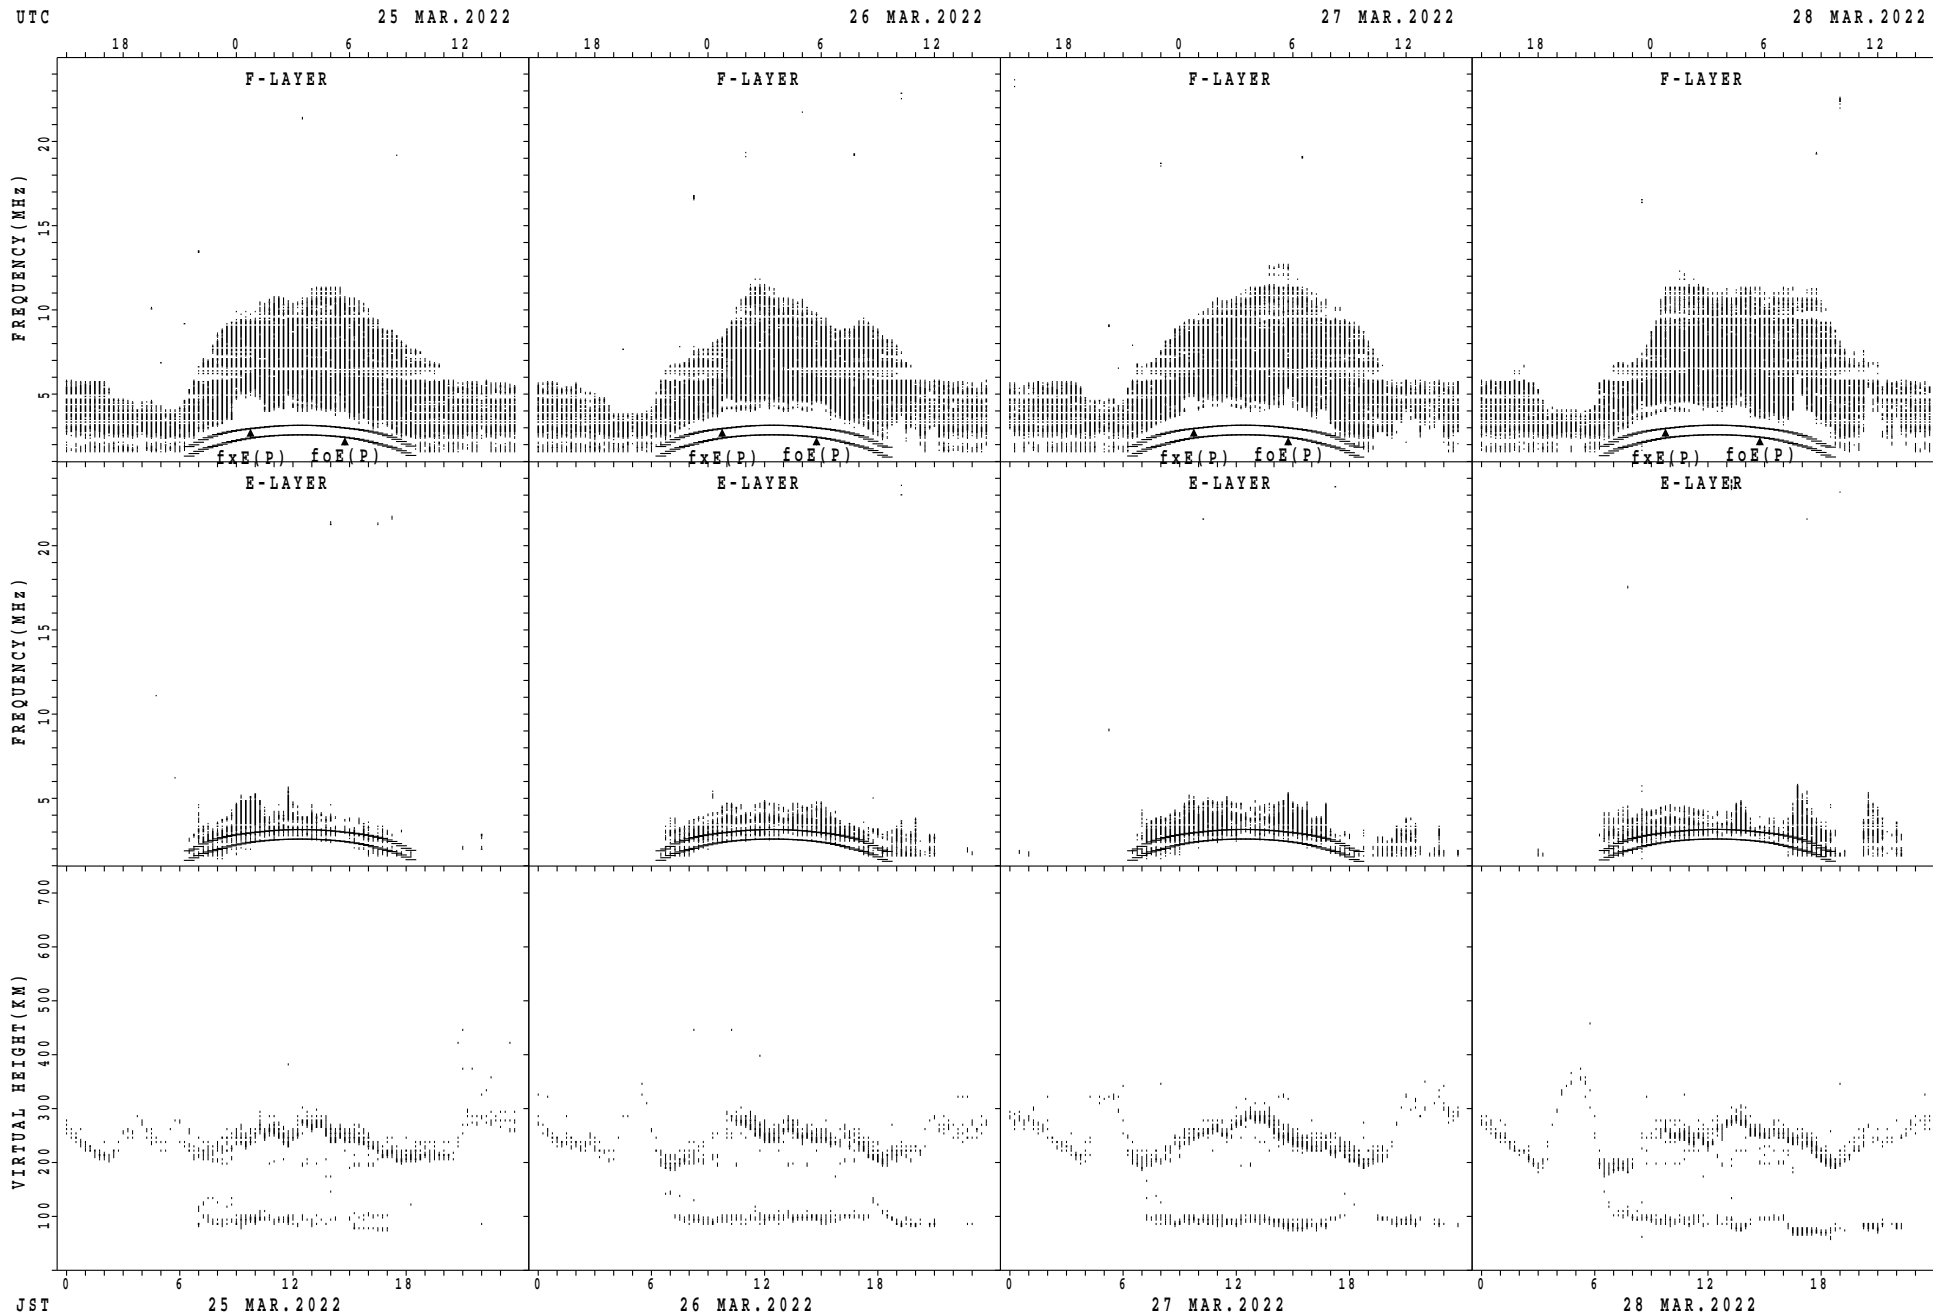 UTC 25 MAR.2022 26 MAR.2022 27 MAR.2022 28 MAR.2022
18 0 6 12 18 0 6 12 18 0 6 12 18 0 6 12
F-LAYER F-LAYER F-LAYER F-LAYER
FREQUENCY(MHz)
20
15
10
5
fxE(P) foE(P) fxE(P) foE(P) fxE(P) foE(P) fxE(P) foE(P)
E-LAYER E-LAYER E-LAYER E-LAYER
FREQUENCY(MHz)
20
15
10
5
VIRTUAL HEIGHT(KM)
700
600
500
400
300
200
100
0 6 12 18 0 6 12 18 0 6 12 18 0 6 12 18
JST 25 MAR.2022 26 MAR.2022 27 MAR.2022 28 MAR.2022